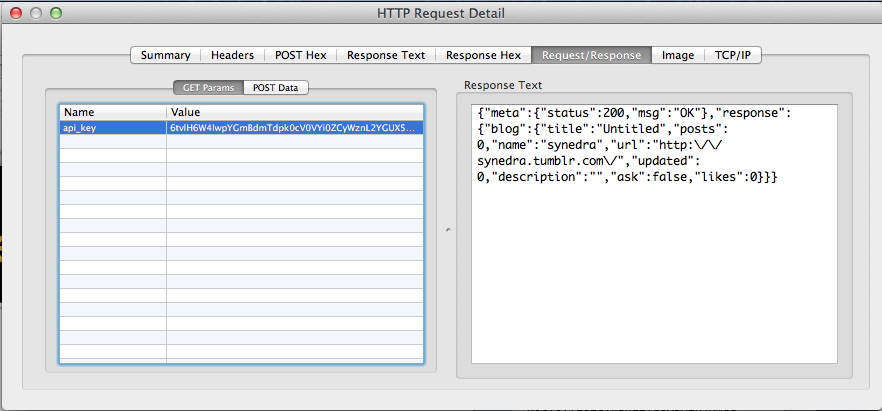 HTTP Request Detail
Summary Headers POST Hex Response Text Response Hex Request/Response Image TCP/IP
GET Params POST Data
Name Value
api_key 6tvlH6W4lwpYGmBdmTdpk0cV0VYi0ZCyWznL2YGUX5...
Response Text
{"meta":{"status":200,"msg":"OK"},"response":
{"blog":{"title":"Untitled","posts":
0,"name":"synedra","url":"http:\/\/
synedra.tumblr.com\/","updated":
0,"description":"","ask":false,"likes":0}}}